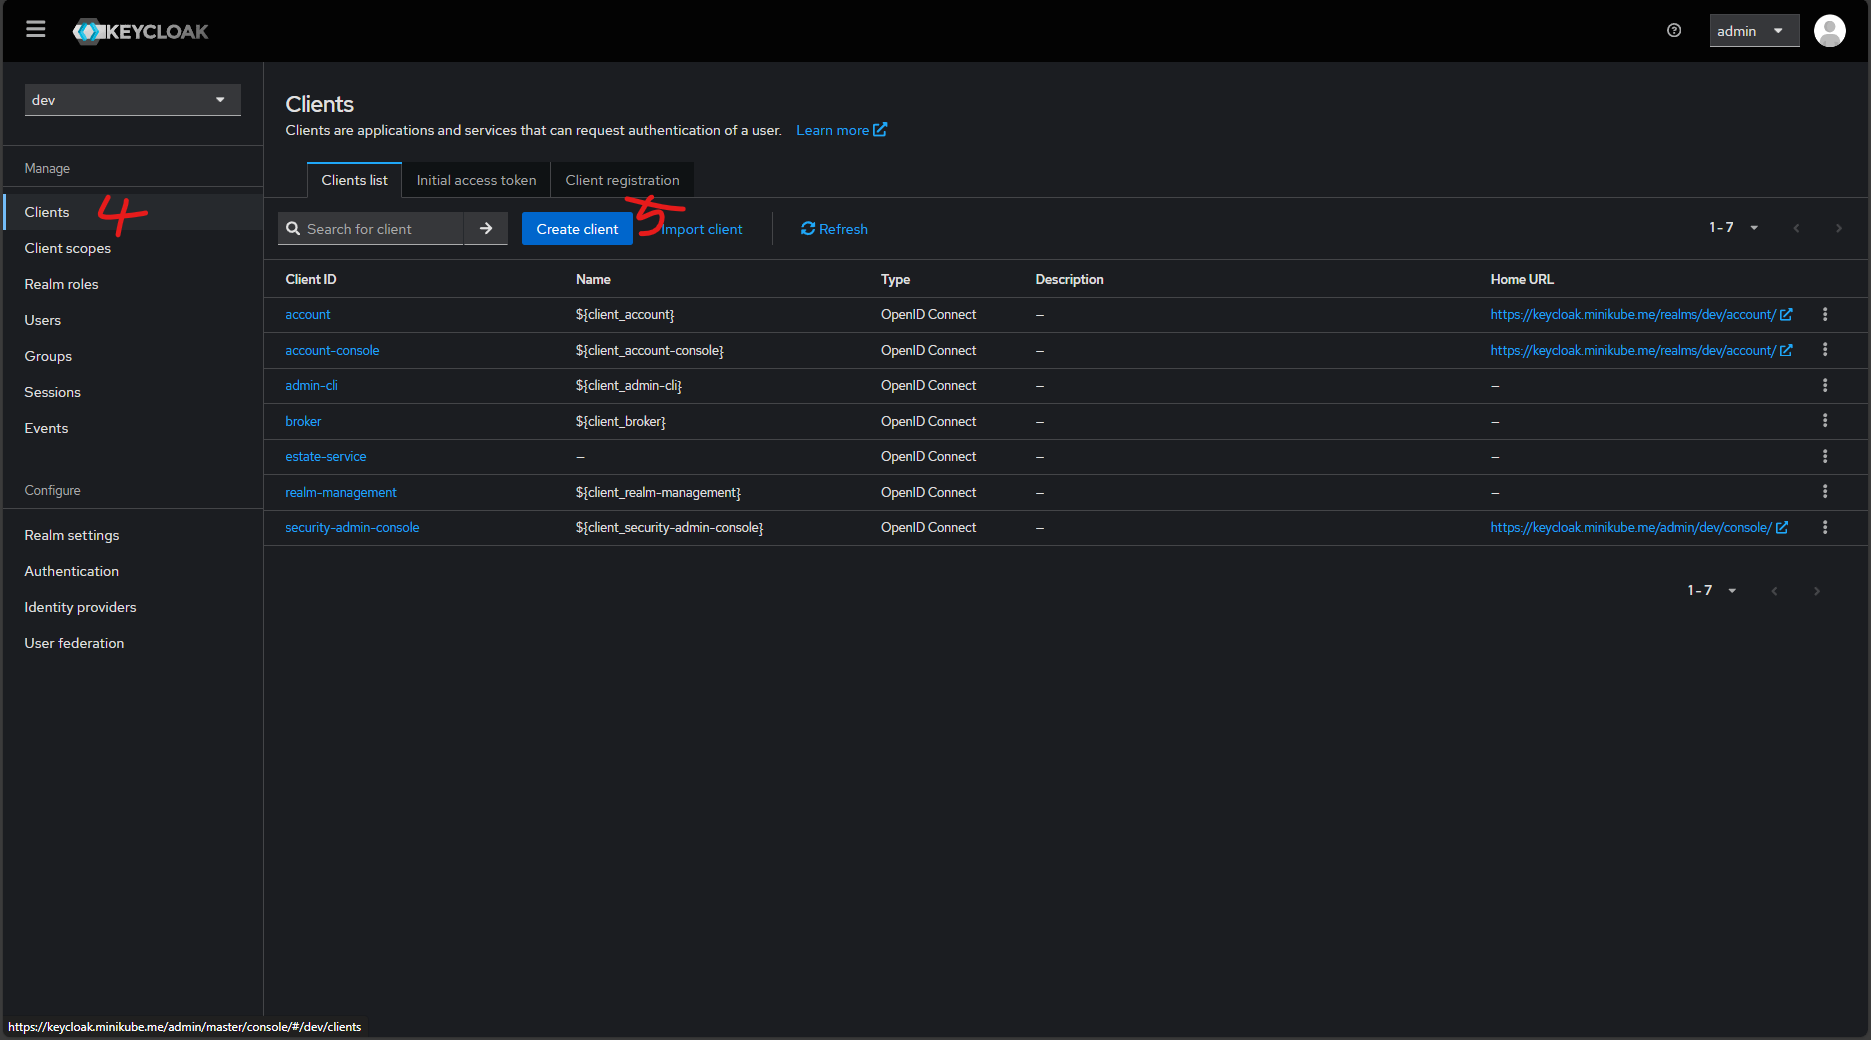 KEYCLOAK
admin
dev
Manage
Clients 4
Client scopes
Realm roles
Users
Groups
Sessions
Events
Configure
Realm settings
Authentication
Identity providers
User federation
Clients
Clients are applications and services that can request authentication of a user. Learn more
Clients list Initial access token Client registration
Search for client Create client 5 Import client Refresh 1 - 7
Client ID Name Type Description Home URL
account ${client_account} OpenID Connect – https://keycloak.minikube.me/realms/dev/account/
account-console ${client_account-console} OpenID Connect – https://keycloak.minikube.me/realms/dev/account/
admin-cli ${client_admin-cli} OpenID Connect – –
broker ${client_broker} OpenID Connect – –
estate-service – OpenID Connect – –
realm-management ${client_realm-management} OpenID Connect – –
security-admin-console ${client_security-admin-console} OpenID Connect – https://keycloak.minikube.me/admin/dev/console/
1 - 7
https://keycloak.minikube.me/admin/master/console/#/dev/clients